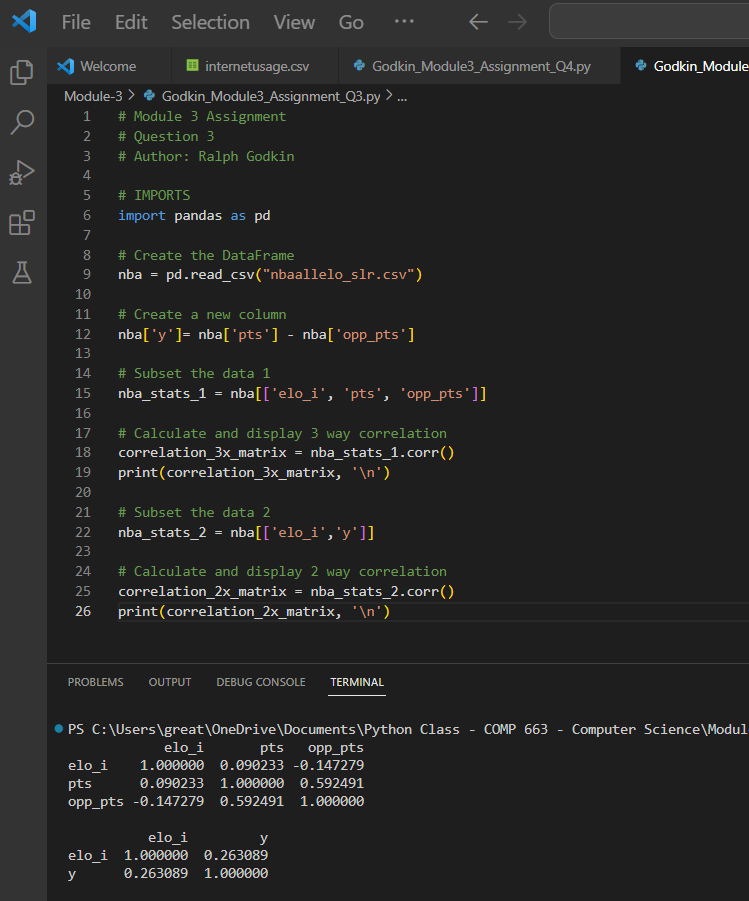 File Edit Selection View Go ...
Welcome internetusage.csv Godkin_Module3_Assignment_Q4.py Godkin_Module
Module-3 > Godkin_Module3_Assignment_Q3.py > ...
1 # Module 3 Assignment
2 # Question 3
3 # Author: Ralph Godkin
4
5 # IMPORTS
6 import pandas as pd
7
8 # Create the DataFrame
9 nba = pd.read_csv("nbaallelo_slr.csv")
10
11 # Create a new column
12 nba['y']= nba['pts'] - nba['opp_pts']
13
14 # Subset the data 1
15 nba_stats_1 = nba[['elo_i', 'pts', 'opp_pts']]
16
17 # Calculate and display 3 way correlation
18 correlation_3x_matrix = nba_stats_1.corr()
19 print(correlation_3x_matrix, '\n')
20
21 # Subset the data 2
22 nba_stats_2 = nba[['elo_i','y']]
23
24 # Calculate and display 2 way correlation
25 correlation_2x_matrix = nba_stats_2.corr()
26 print(correlation_2x_matrix, '\n')
PROBLEMS OUTPUT DEBUG CONSOLE TERMINAL
PS C:\Users\great\OneDrive\Documents\Python Class - COMP 663 - Computer Science\Modul
elo_i pts opp_pts
elo_i 1.000000 0.090233 -0.147279
pts 0.090233 1.000000 0.592491
opp_pts -0.147279 0.592491 1.000000
elo_i y
elo_i 1.000000 0.263089
y 0.263089 1.000000